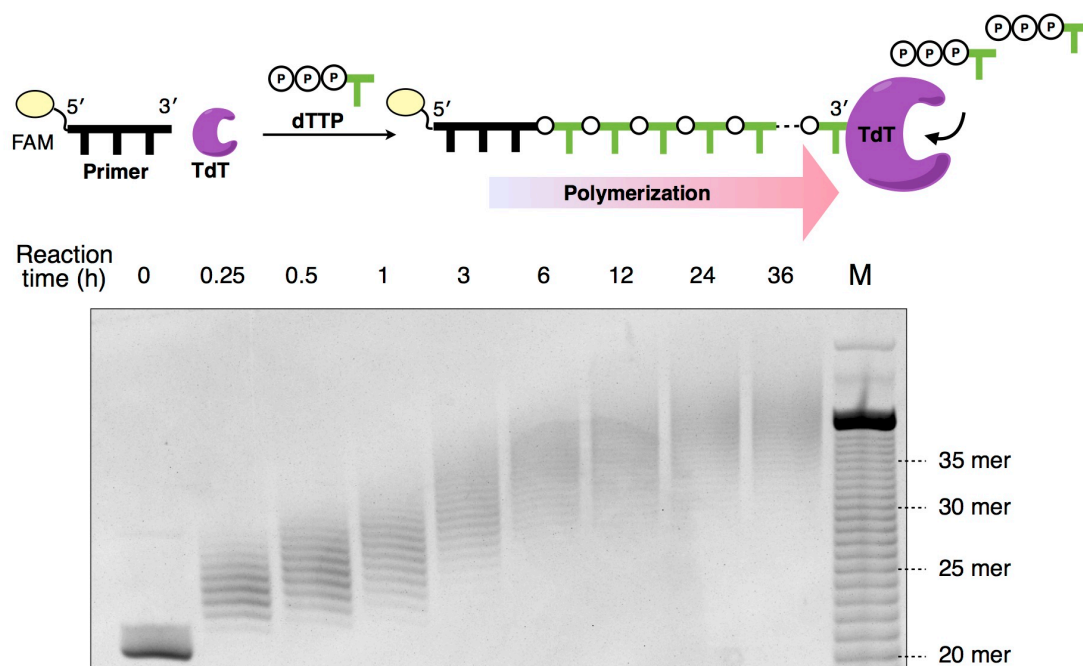 P P P
P P P
P P P
5′ 3′
dTTP
5′
3′
FAM
TdT
Primer
TdT
Polymerization
Reaction
time (h) 0 0.25 0.5 1 3 6 12 24 36 M
35 mer
30 mer
25 mer
20 mer